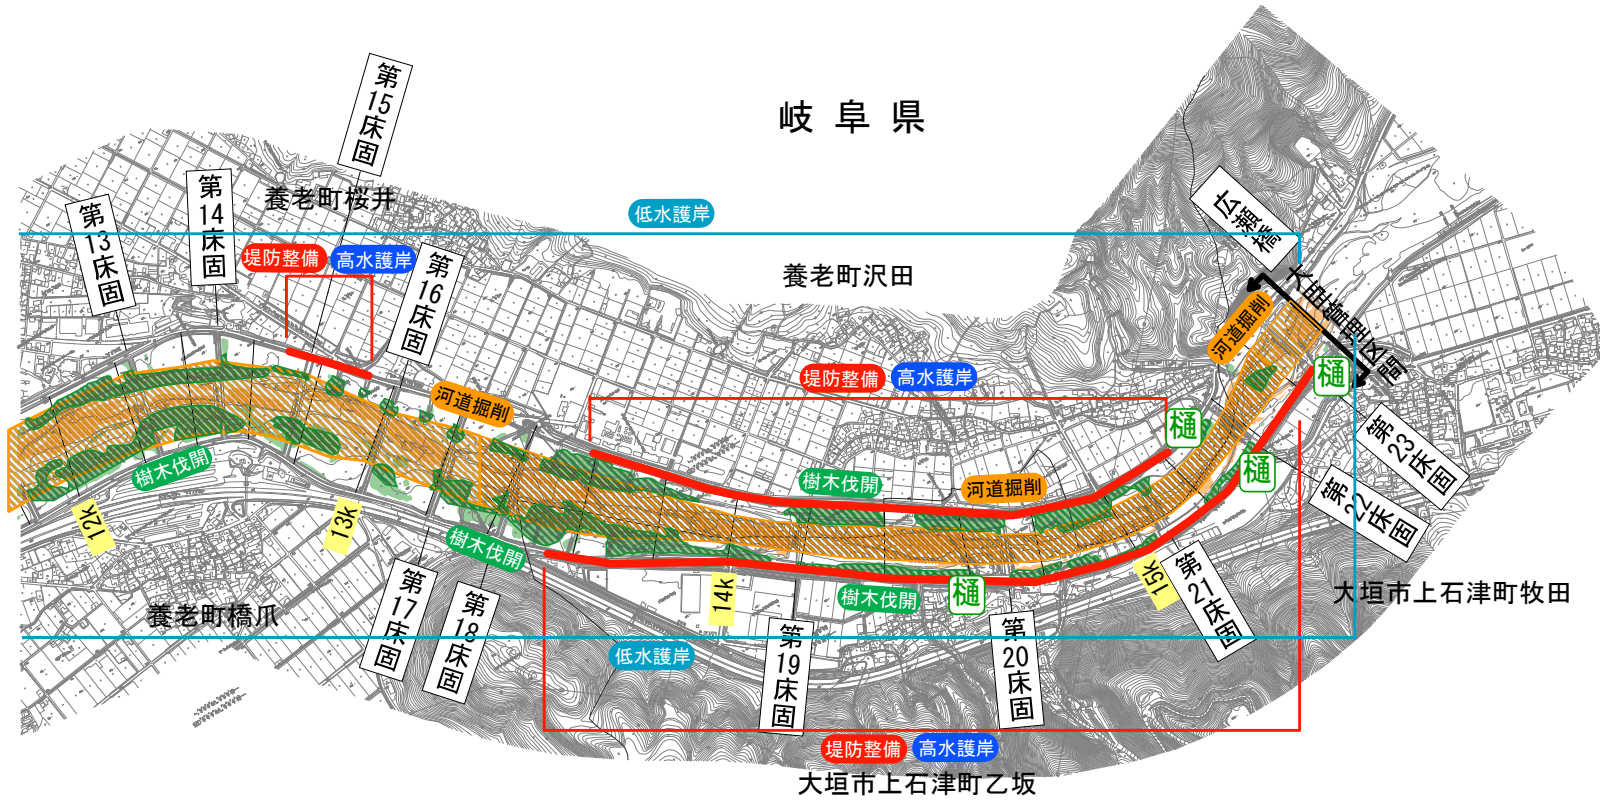 岐阜県
第15床固
養老町桜井
第14床固
第13床固
低水護岸
広瀬橋
堤防整備
高水護岸
第16床固
養老町沢田
大臣管理区間
河道掘削
堤防整備
高水護岸
樋
河道掘削
樋
樹木伐開
樋
第23床固
樹木伐開
河道掘削
第22床固
12k
13k
樹木伐開
14k
樹木伐開
樋
15k
第21床固
大垣市上石津町牧田
養老町橋爪
第17床固
第18床固
低水護岸
第19床固
第20床固
堤防整備
高水護岸
大垣市上石津町乙坂